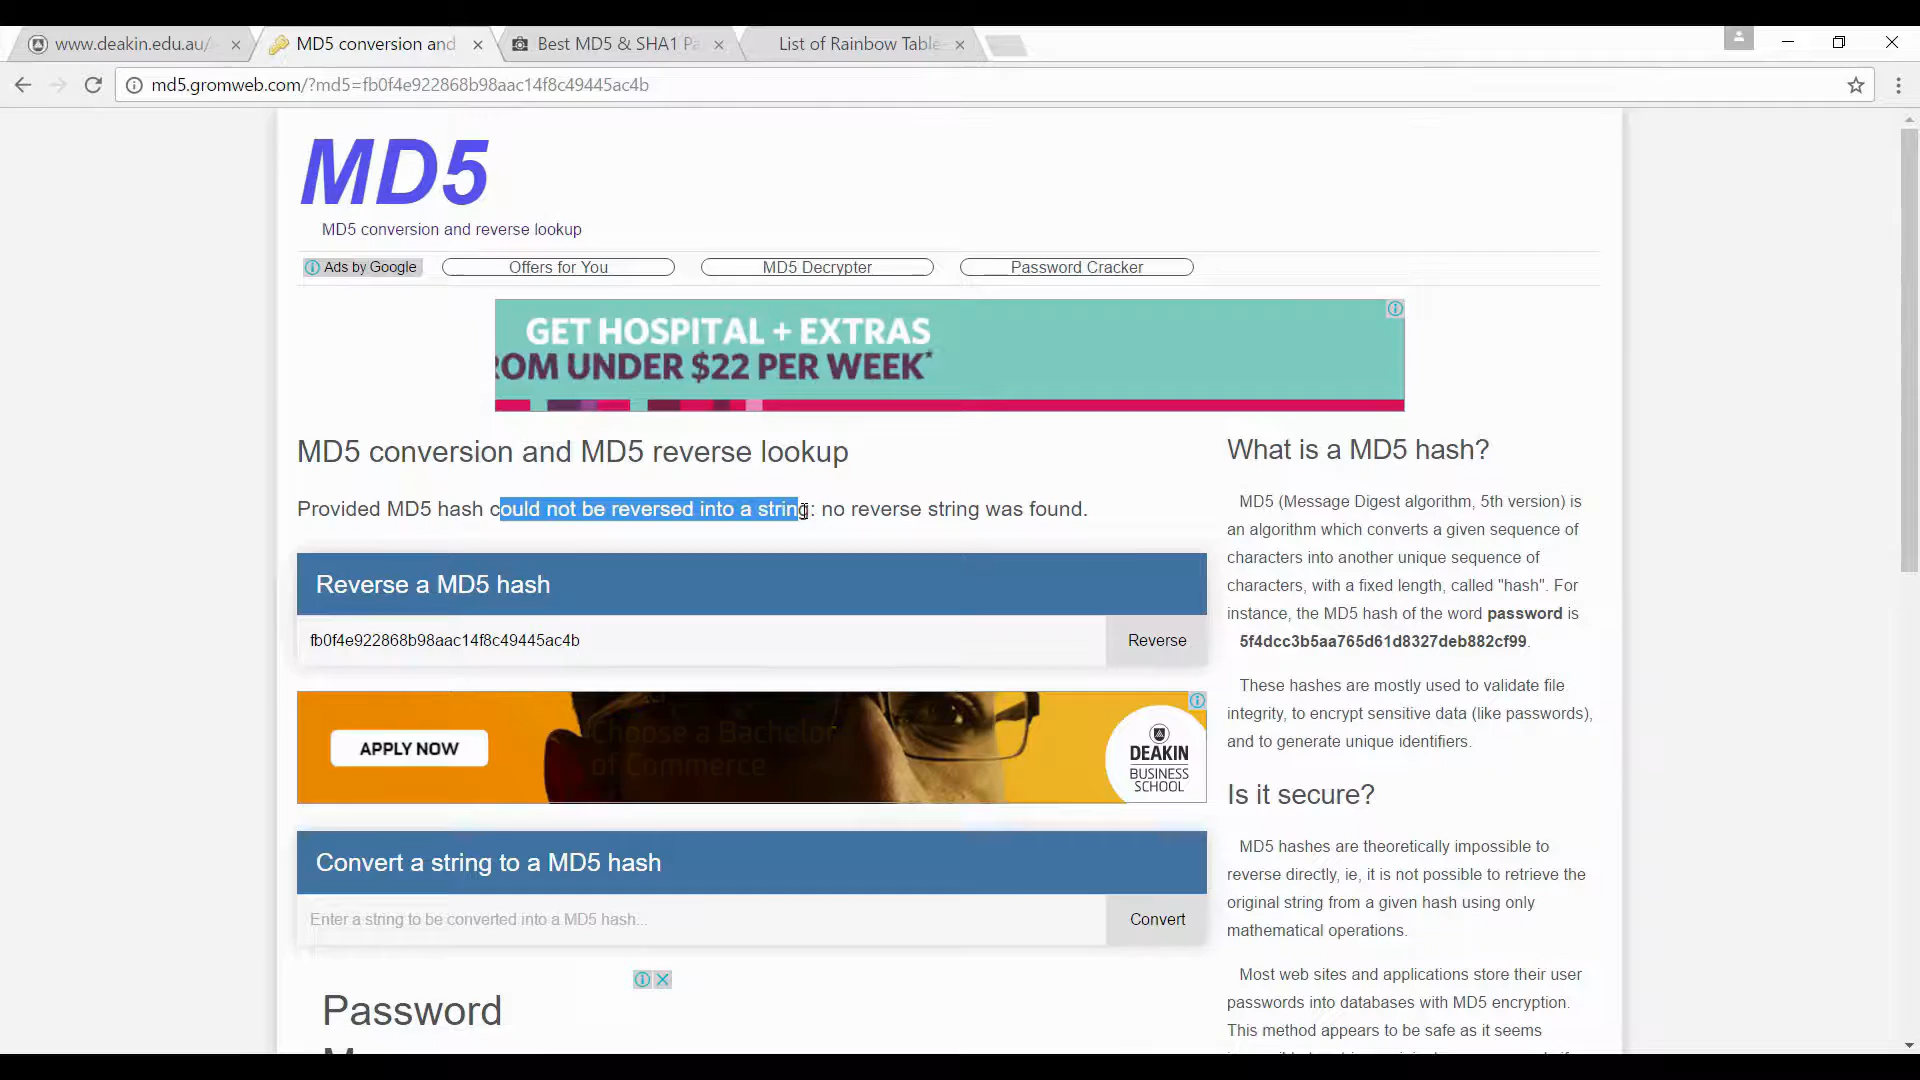 www.deakin.edu.au/
MD5 conversion and
Best MD5 & SHA1 Pa
List of Rainbow Table
md5.gromweb.com/?md5=fb0f4e922868b98aac14f8c49445ac4b
MD5
MD5 conversion and reverse lookup
Ads by Google
Offers for You
MD5 Decrypter
Password Cracker
GET HOSPITAL + EXTRAS
ROM UNDER $22 PER WEEK*
MD5 conversion and MD5 reverse lookup
Provided MD5 hash could not be reversed into a string: no reverse string was found.
Reverse a MD5 hash
fb0f4e922868b98aac14f8c49445ac4b
Reverse
APPLY NOW
Choose a Bachelor
of Commerce
DEAKIN
BUSINESS
SCHOOL
Convert a string to a MD5 hash
Enter a string to be converted into a MD5 hash...
Convert
Password
What is a MD5 hash?
MD5 (Message Digest algorithm, 5th version) is
an algorithm which converts a given sequence of
characters into another unique sequence of
characters, with a fixed length, called "hash". For
instance, the MD5 hash of the word password is
5f4dcc3b5aa765d61d8327deb882cf99.
These hashes are mostly used to validate file
integrity, to encrypt sensitive data (like passwords),
and to generate unique identifiers.
Is it secure?
MD5 hashes are theoretically impossible to
reverse directly, ie, it is not possible to retrieve the
original string from a given hash using only
mathematical operations.
Most web sites and applications store their user
passwords into databases with MD5 encryption.
This method appears to be safe as it seems